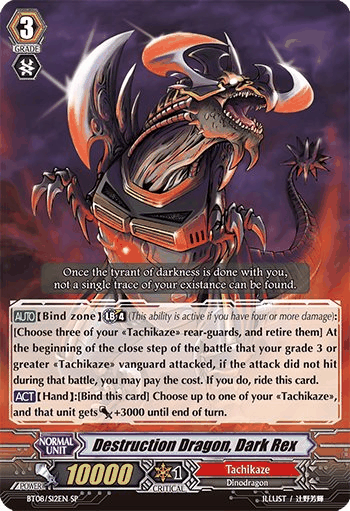 3
GRADE
Once the tyrant of darkness is done with you,
not a single trace of your existance can be found.
AUTO [Bind zone] LB4 (This ability is active if you have four or more damage):
[Choose three of your «Tachikaze» rear-guards, and retire them] At
the beginning of the close step of the battle that your grade 3 or
greater «Tachikaze» vanguard attacked, if the attack did not hit
during that battle, you may pay the cost. If you do, ride this card.
ACT [Hand]:[Bind this card] Choose up to one of your «Tachikaze»,
and that unit gets +3000 until end of turn.
NORMAL UNIT
Destruction Dragon, Dark Rex
POWER 10000
1 CRITICAL
Tachikaze
Dinodragon
BT08/S12EN SP
ILLUST / 辻野芳輝